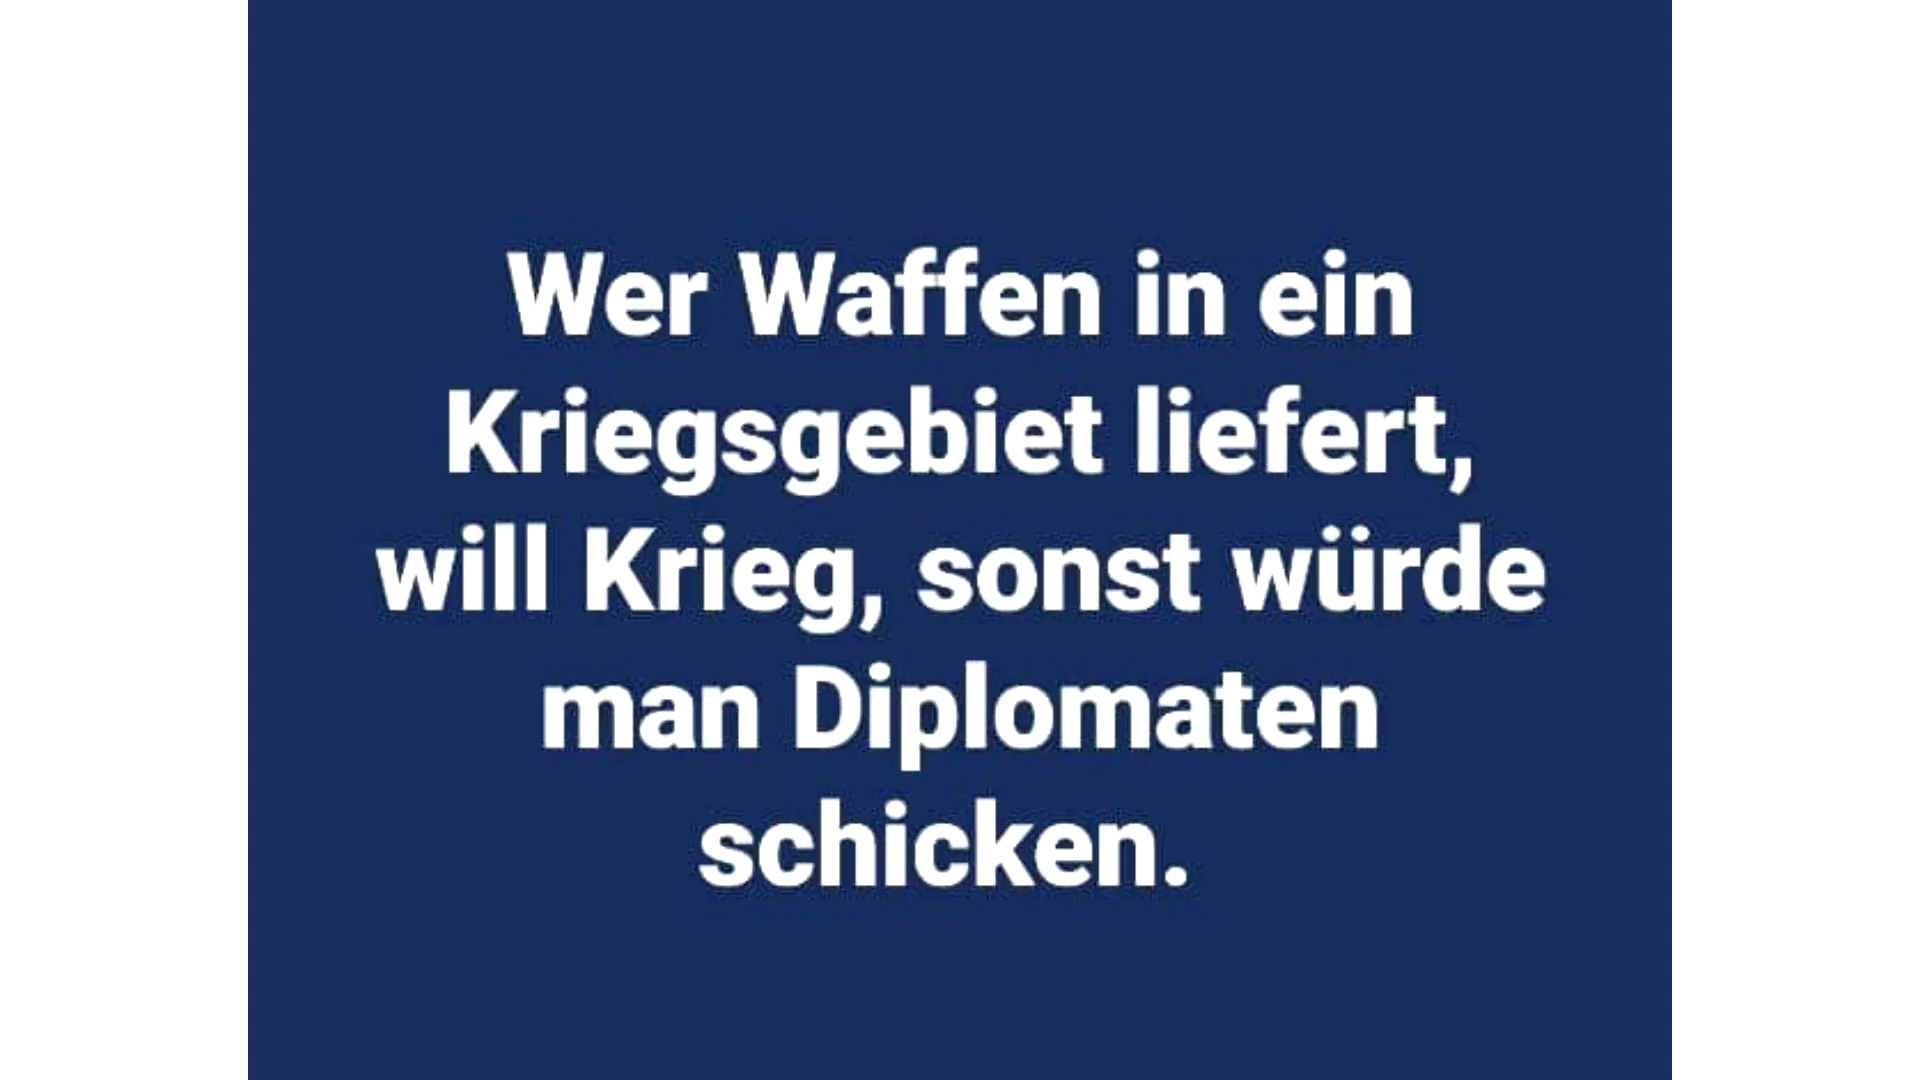 Wer Waffen in ein
Kriegsgebiet liefert,
will Krieg, sonst würde
man Diplomaten
schicken.